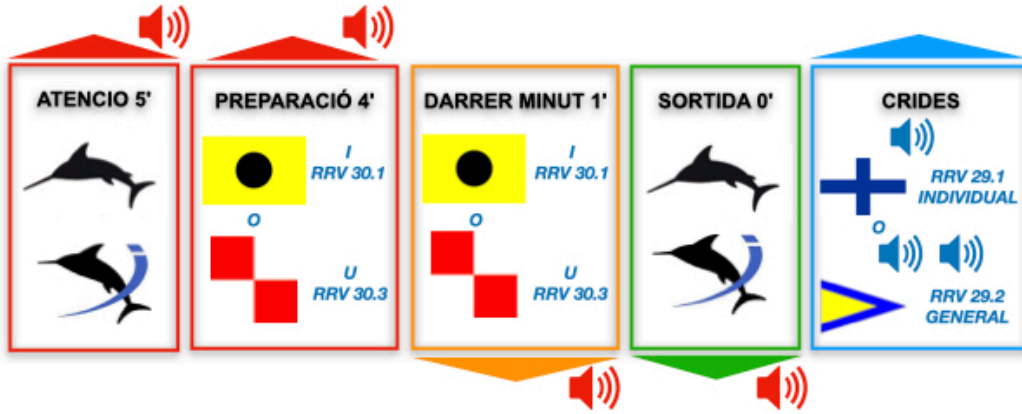 ATENCIO 5'
PREPARACIÓ 4'
I
RRV 30.1
O
U
RRV 30.3
DARRER MINUT 1'
I
RRV 30.1
O
U
RRV 30.3
SORTIDA 0'
CRIDES
RRV 29.1
INDIVIDUAL
O
RRV 29.2
GENERAL